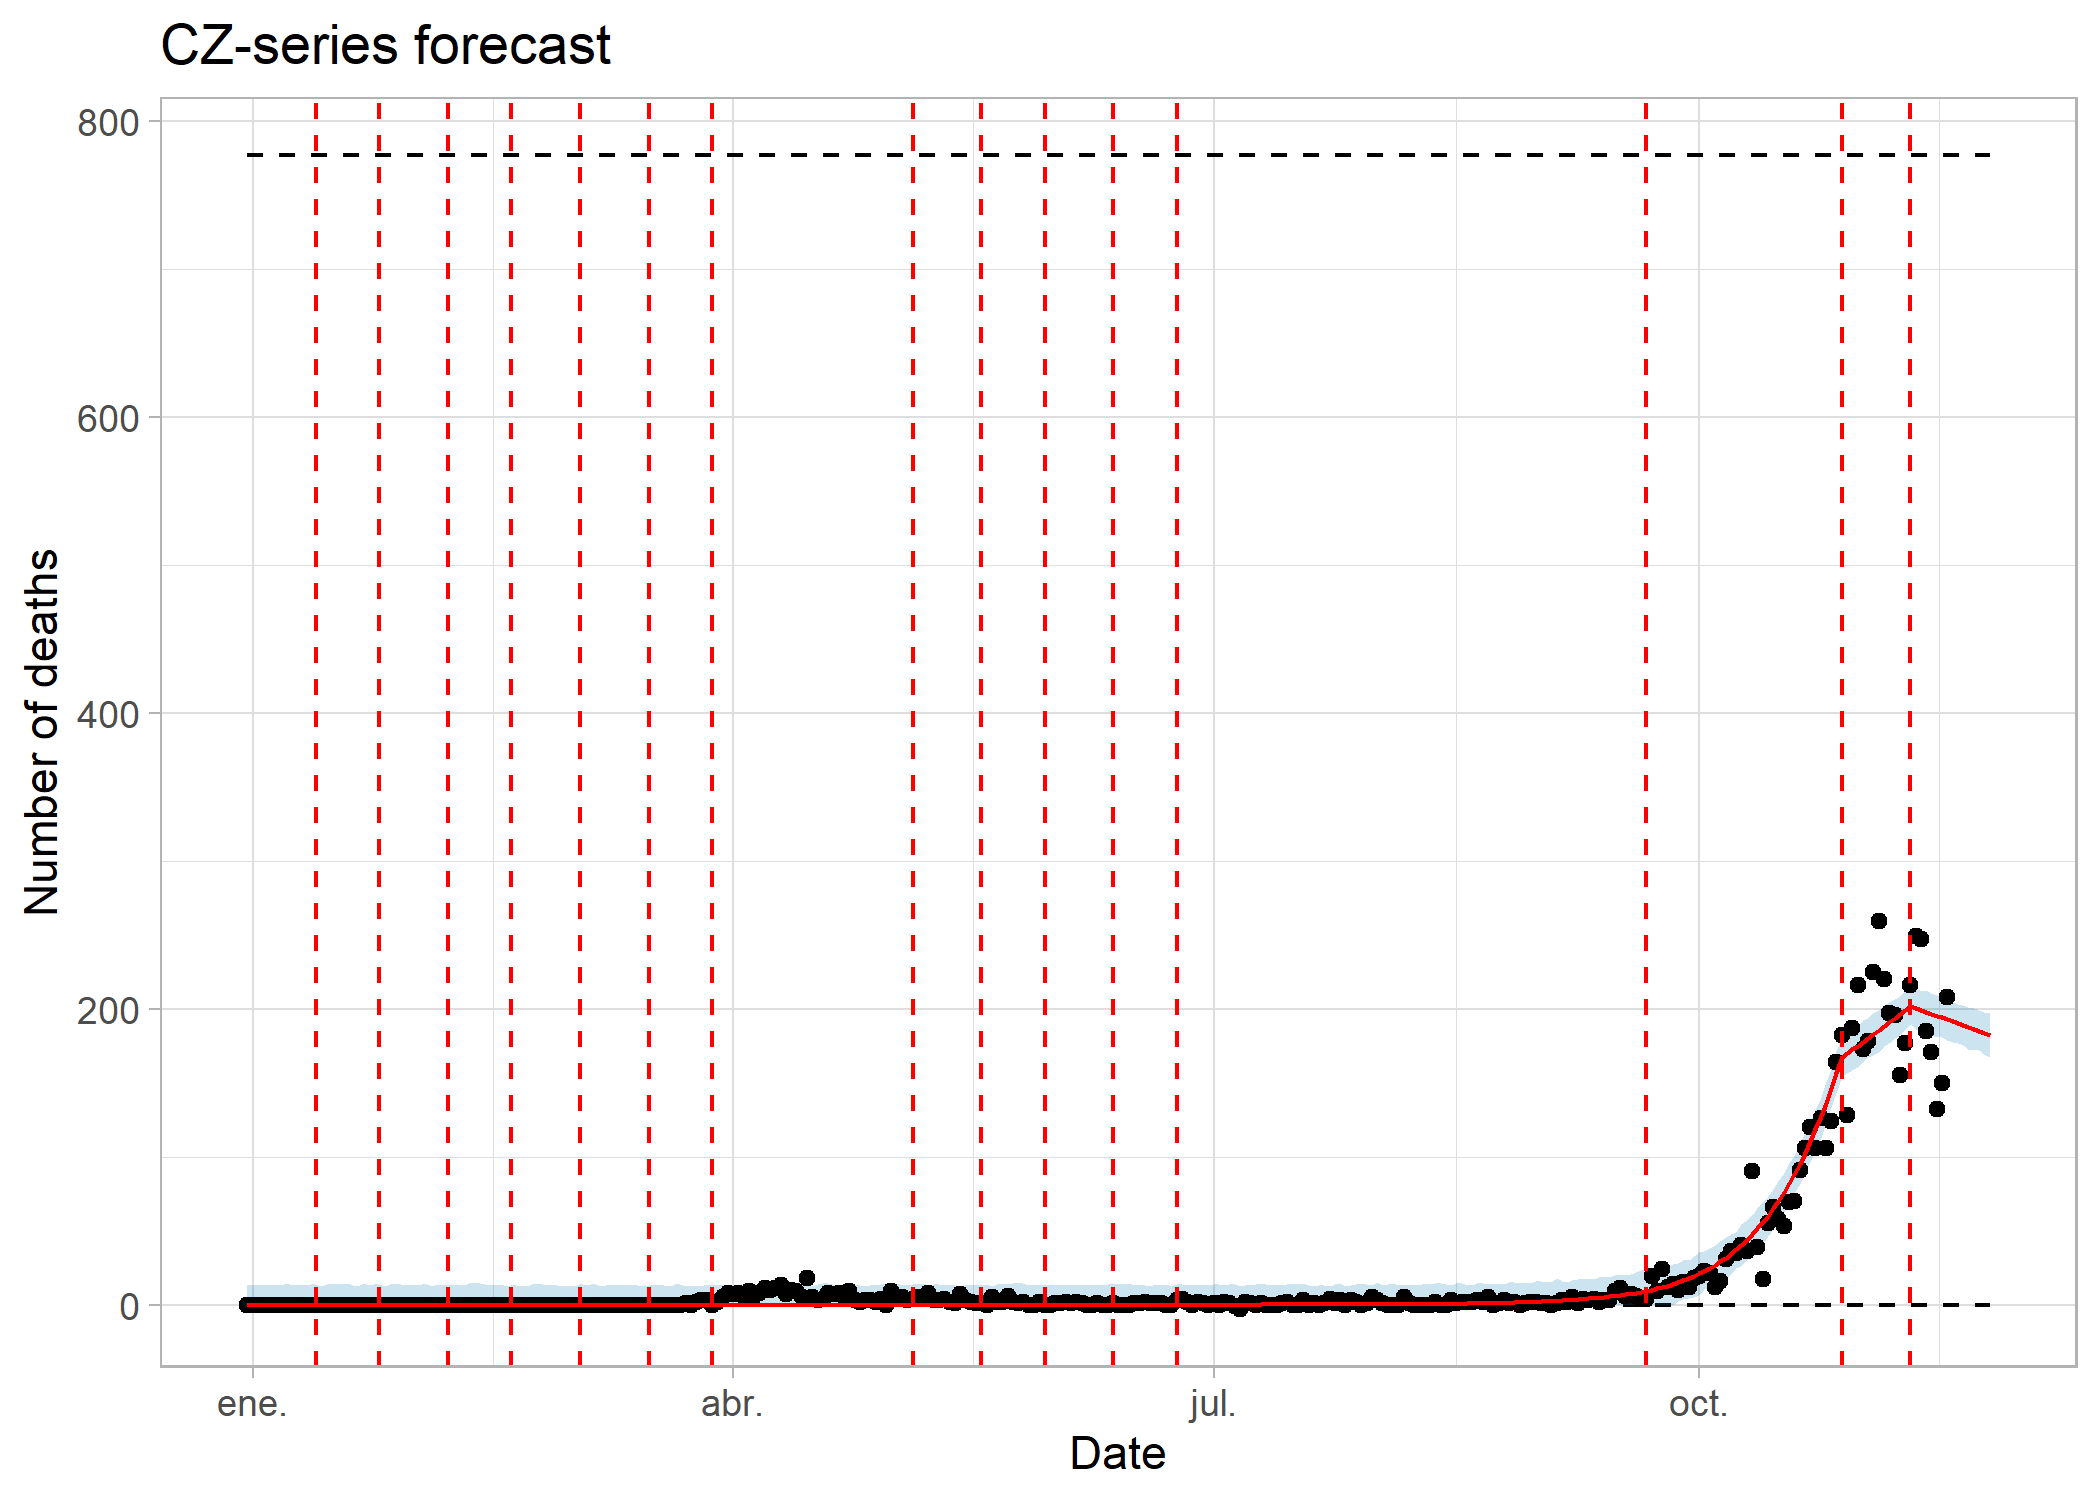 CZ-series forecast
800
600
400
200
0
Number of deaths
ene.
abr.
jul.
oct.
Date